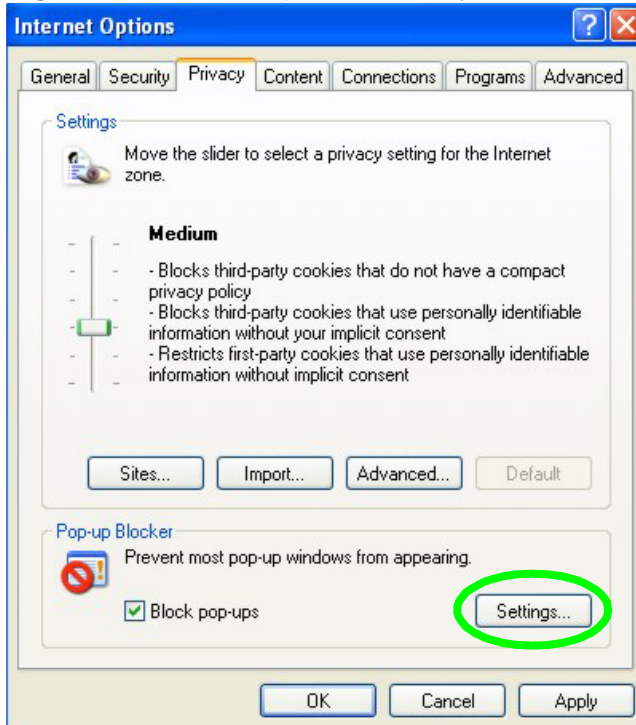 Internet Options
General Security Privacy Content Connections Programs Advanced
Settings
Move the slider to select a privacy setting for the Internet
zone.
Medium
- Blocks third-party cookies that do not have a compact
privacy policy
- Blocks third-party cookies that use personally identifiable
information without your implicit consent
- Restricts first-party cookies that use personally identifiable
information without implicit consent
Sites... Import... Advanced... Default
Pop-up Blocker
Prevent most pop-up windows from appearing.
Block pop-ups Settings...
OK Cancel Apply